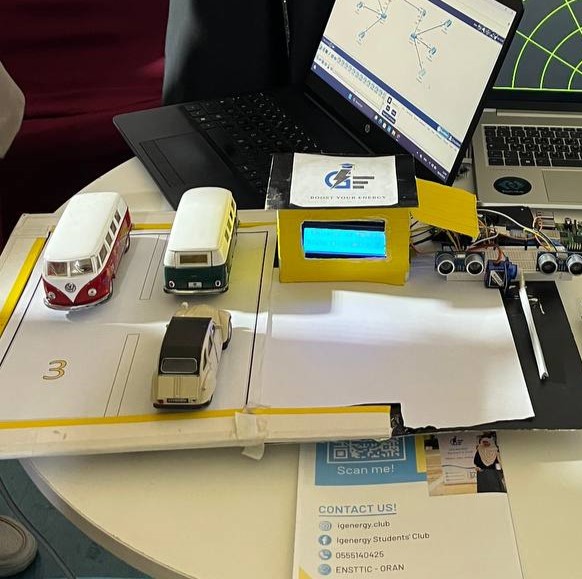 BOOST YOUR ENERGY
3
Scan me!
CONTACT US!
igenergy.club
Igenergy Students' Club
0555140425
ENSTTIC - ORAN